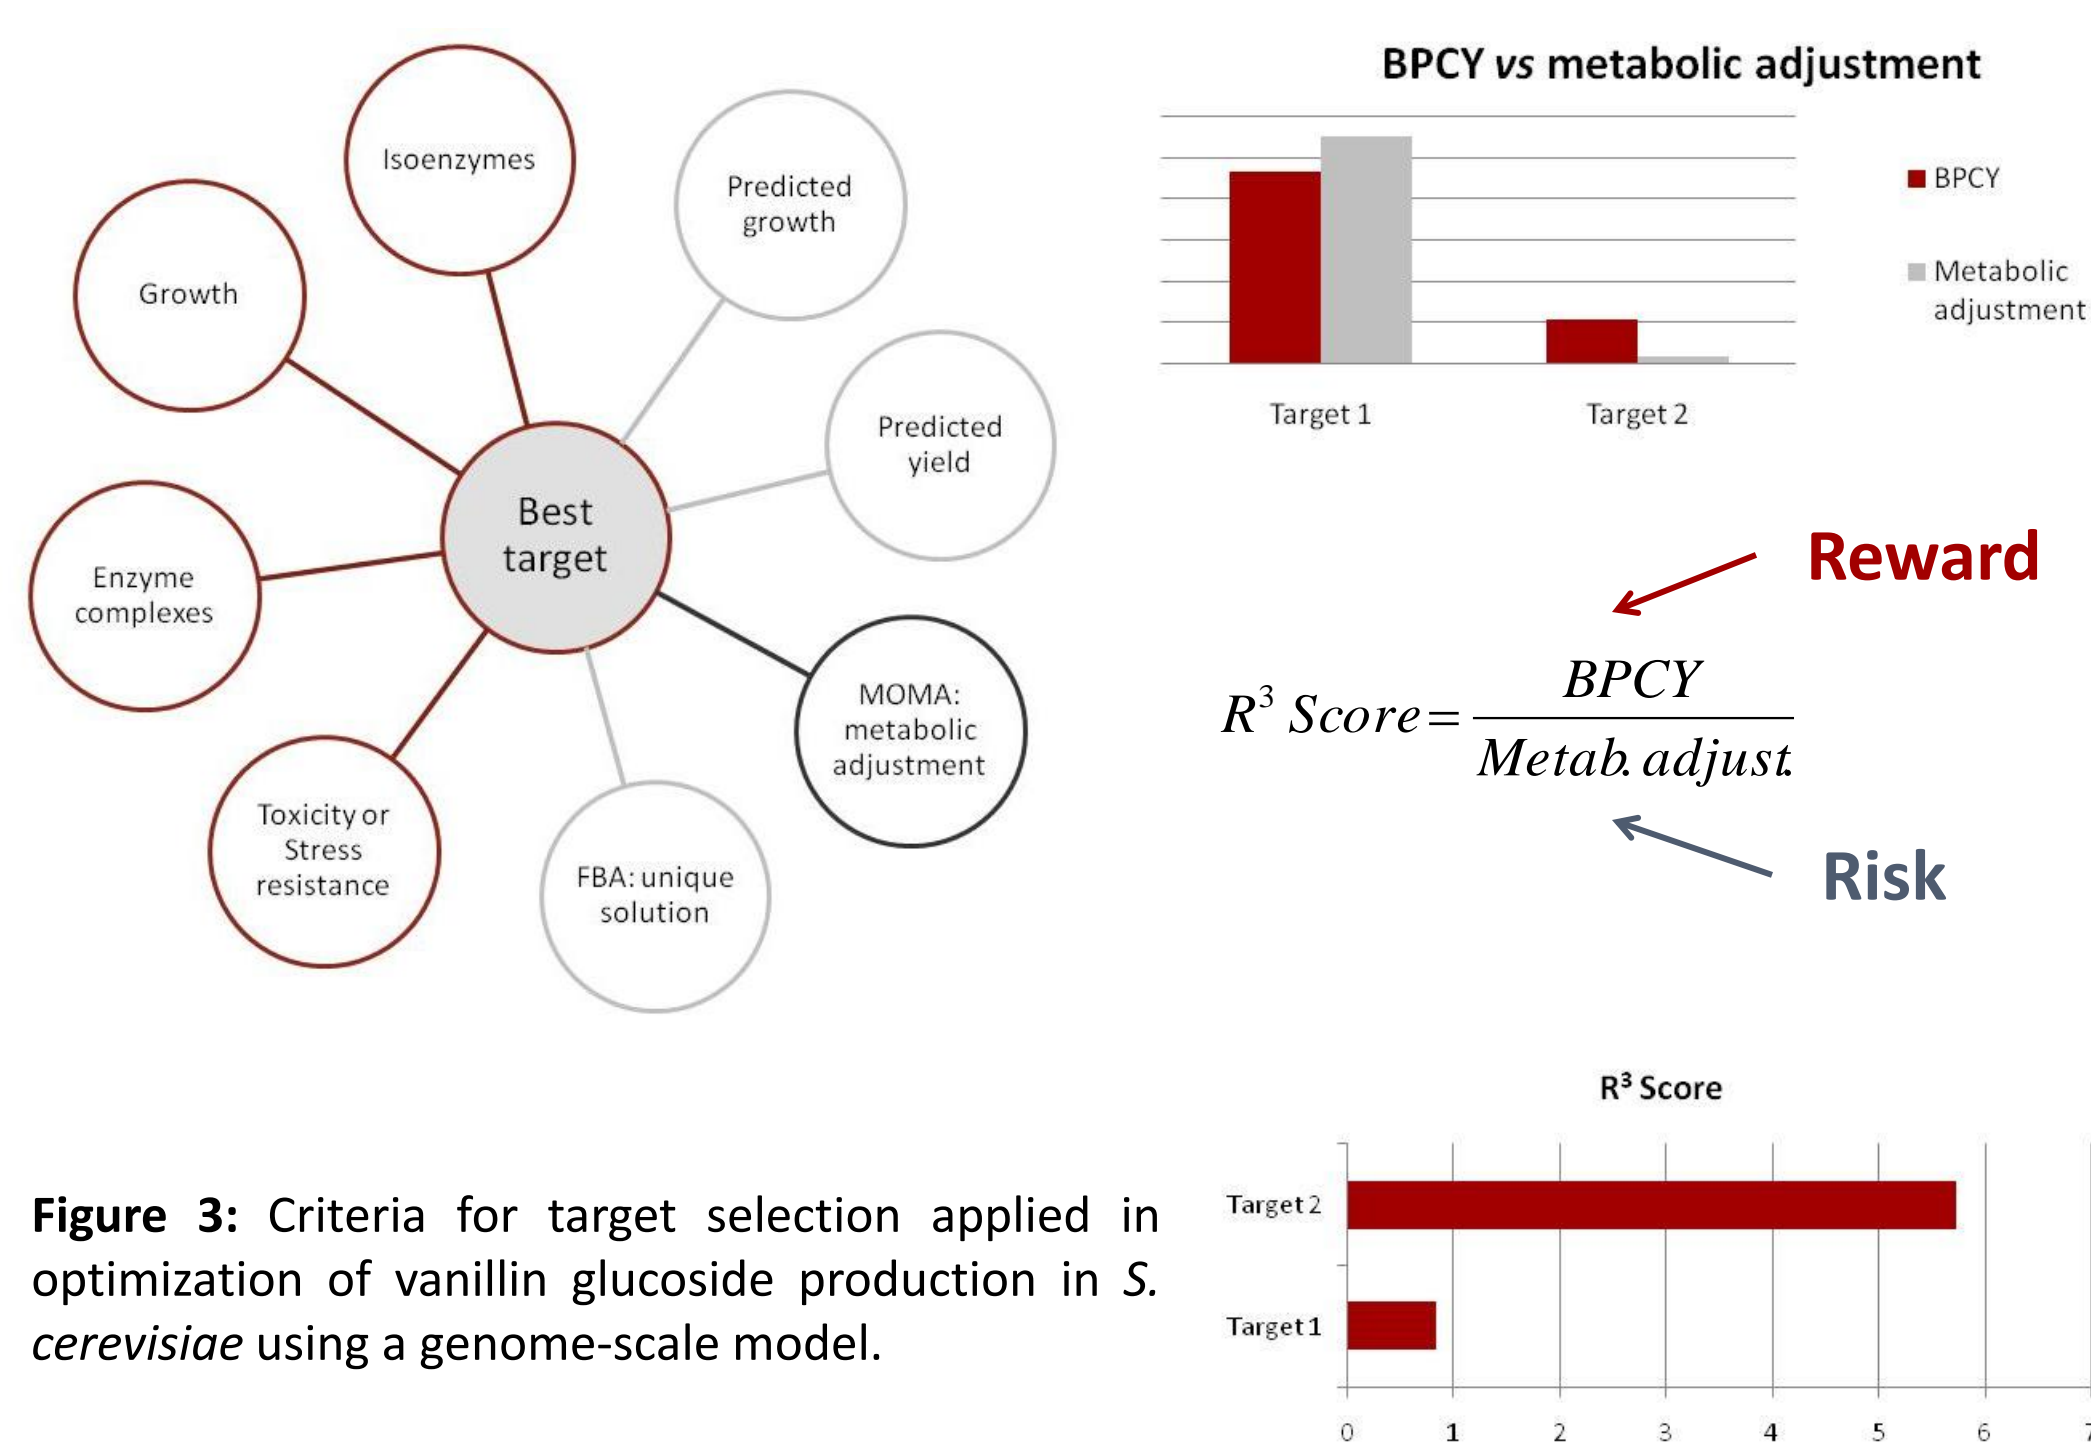 Isoenzymes
Predicted
growth
Growth
Predicted
yield
Best
target
Enzyme
complexes
MOMA:
metabolic
adjustment
Toxicity or
Stress
resistance
FBA: unique
solution
BPCY vs metabolic adjustment
BPCY
Metabolic
adjustment
Target 1 Target 2
Reward
R³ Score = BPCY
Metab. adjust.
Risk
R³ Score
Target 2
Target 1
0 1 2 3 4 5 6 7
Figure 3: Criteria for target selection applied in
optimization of vanillin glucoside production in S.
cerevisiae using a genome-scale model.